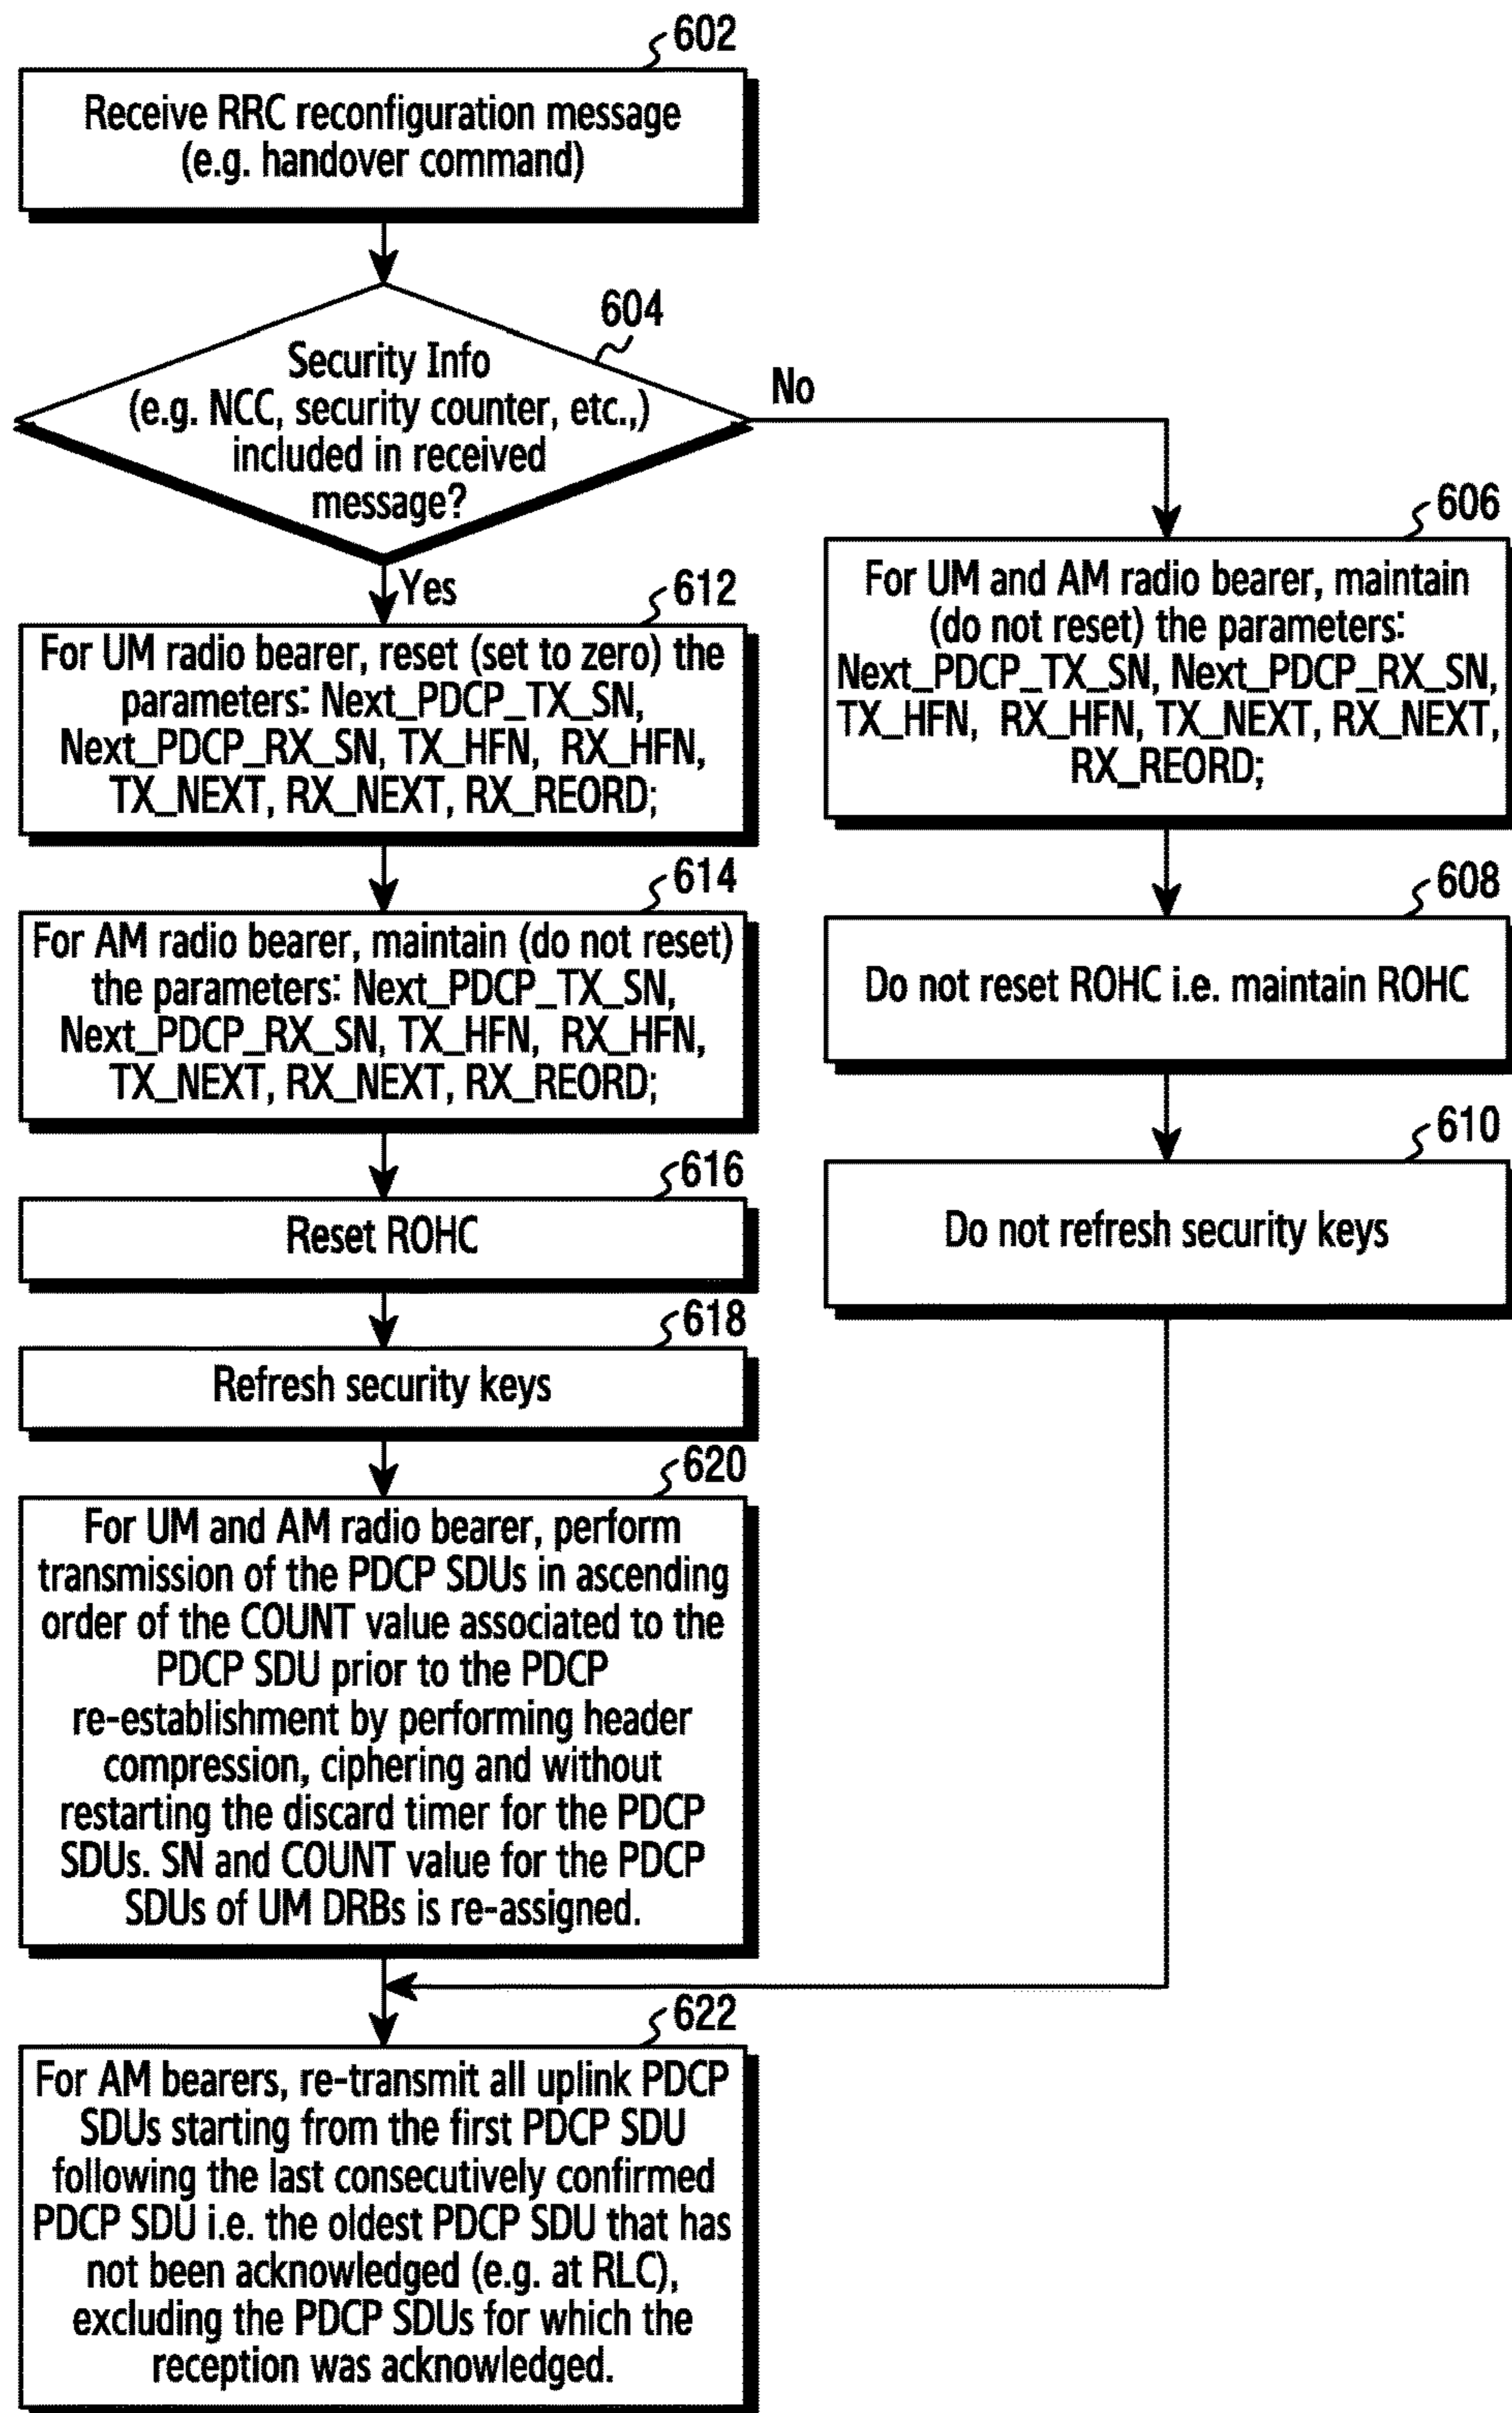 602
Receive RRC reconfiguration message
(e.g. handover command)
604
Security Info
(e.g. NCC, security counter, etc.,)
included in received
message?
No
Yes
606
For UM and AM radio bearer, maintain
(do not reset) the parameters:
Next_PDCP_TX_SN, Next_PDCP_RX_SN,
TX_HFN, RX_HFN, TX_NEXT, RX_NEXT,
RX_REORD;
608
Do not reset ROHC i.e. maintain ROHC
610
Do not refresh security keys
612
For UM radio bearer, reset (set to zero) the
parameters: Next_PDCP_TX_SN,
Next_PDCP_RX_SN, TX_HFN, RX_HFN,
TX_NEXT, RX_NEXT, RX_REORD;
614
For AM radio bearer, maintain (do not reset)
the parameters: Next_PDCP_TX_SN,
Next_PDCP_RX_SN, TX_HFN, RX_HFN,
TX_NEXT, RX_NEXT, RX_REORD;
616
Reset ROHC
618
Refresh security keys
620
For UM and AM radio bearer, perform
transmission of the PDCP SDUs in ascending
order of the COUNT value associated to the
PDCP SDU prior to the PDCP
re-establishment by performing header
compression, ciphering and without
restarting the discard timer for the PDCP
SDUs. SN and COUNT value for the PDCP
SDUs of UM DRBs is re-assigned.
622
For AM bearers, re-transmit all uplink PDCP
SDUs starting from the first PDCP SDU
following the last consecutively confirmed
PDCP SDU i.e. the oldest PDCP SDU that has
not been acknowledged (e.g. at RLC),
excluding the PDCP SDUs for which the
reception was acknowledged.